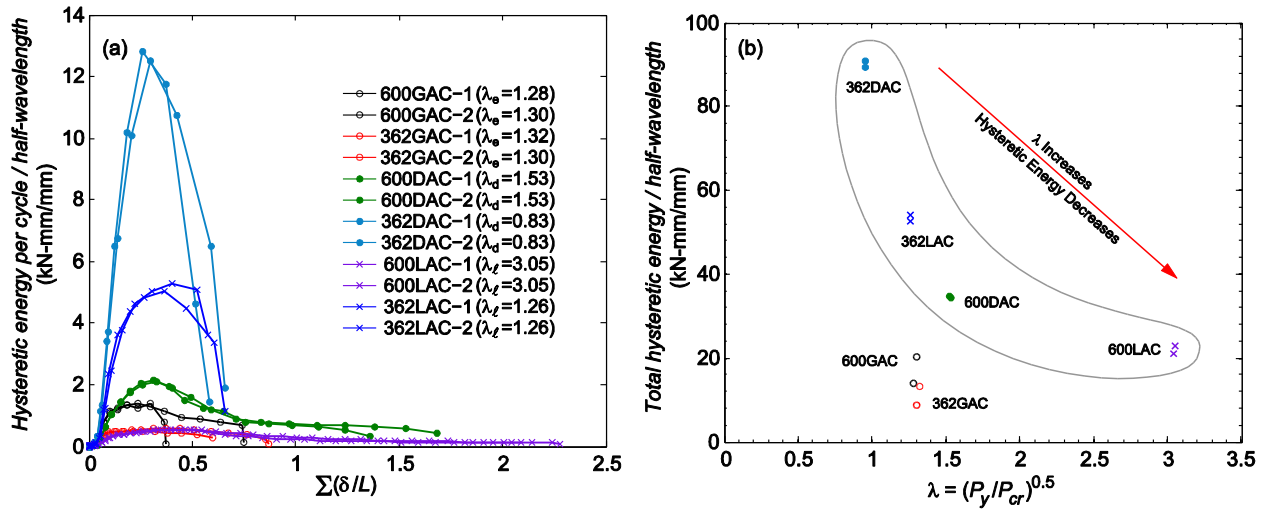 (a)
Hysteretic energy per cycle / half-wavelength
(kN-mm/mm)
14
12
10
8
6
4
2
0
0
0.5
1
1.5
2
2.5
∑(δ/L)
600GAC−1 (λe=1.28)
600GAC−2 (λe=1.30)
362GAC−1 (λe=1.32)
362GAC−2 (λe=1.30)
600DAC−1 (λd=1.53)
600DAC−2 (λd=1.53)
362DAC−1 (λd=0.83)
362DAC−2 (λd=0.83)
600LAC−1 (λℓ=3.05)
600LAC−2 (λℓ=3.05)
362LAC−1 (λℓ=1.26)
362LAC−2 (λℓ=1.26)
(b)
Total hysteretic energy / half-wavelength
(kN-mm/mm)
100
80
60
40
20
0
0
0.5
1.0
1.5
2.0
2.5
3.0
3.5
λ = (Py/Pcr)^0.5
362DAC
λ Increases
Hysteretic Energy Decreases
362LAC
600DAC
600GAC
600LAC
362GAC